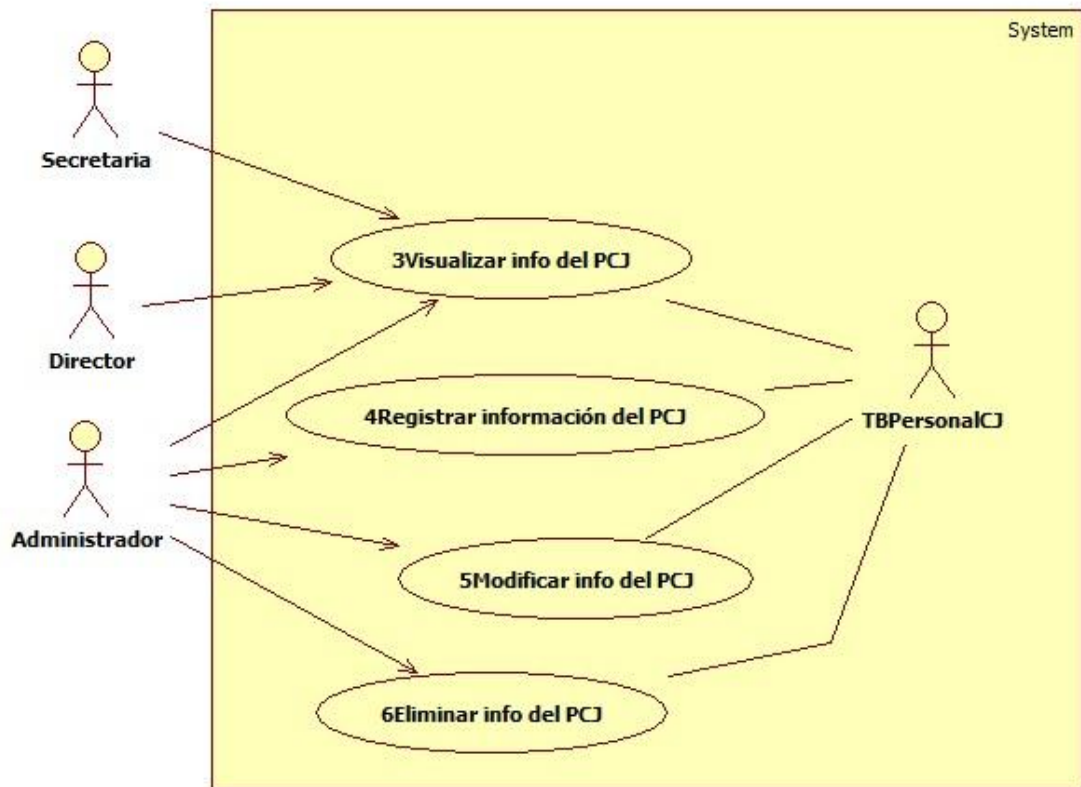 System
Secretaria
3Visualizar info del PCJ
Director
4Registrar información del PCJ
TBPersonalCJ
Administrador
5Modificar info del PCJ
6Eliminar info del PCJ